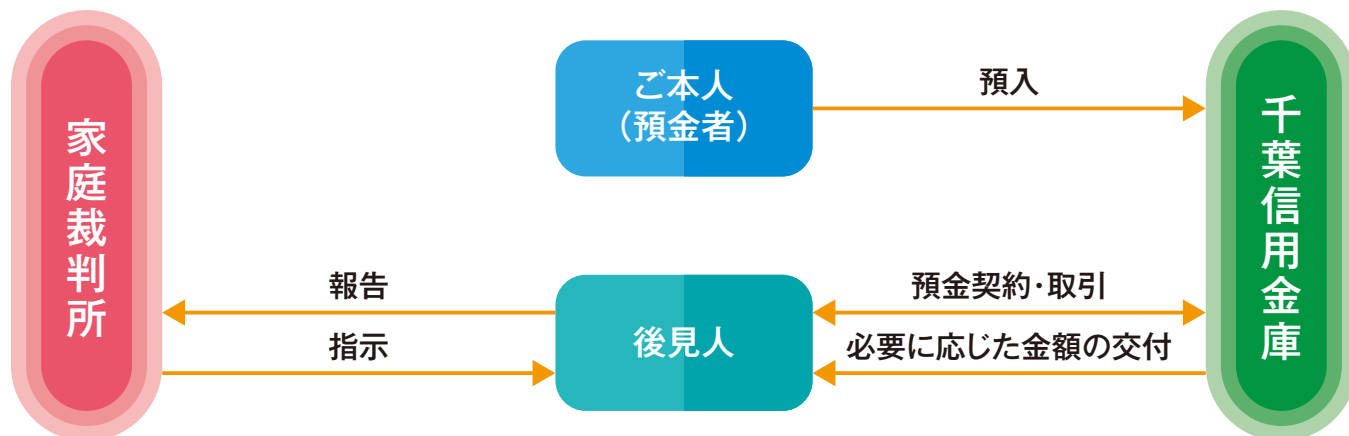 家庭裁判所
ご本人
（預金者）
預入
千葉信用金庫
報告
指示
後見人
預金契約･取引
必要に応じた金額の交付